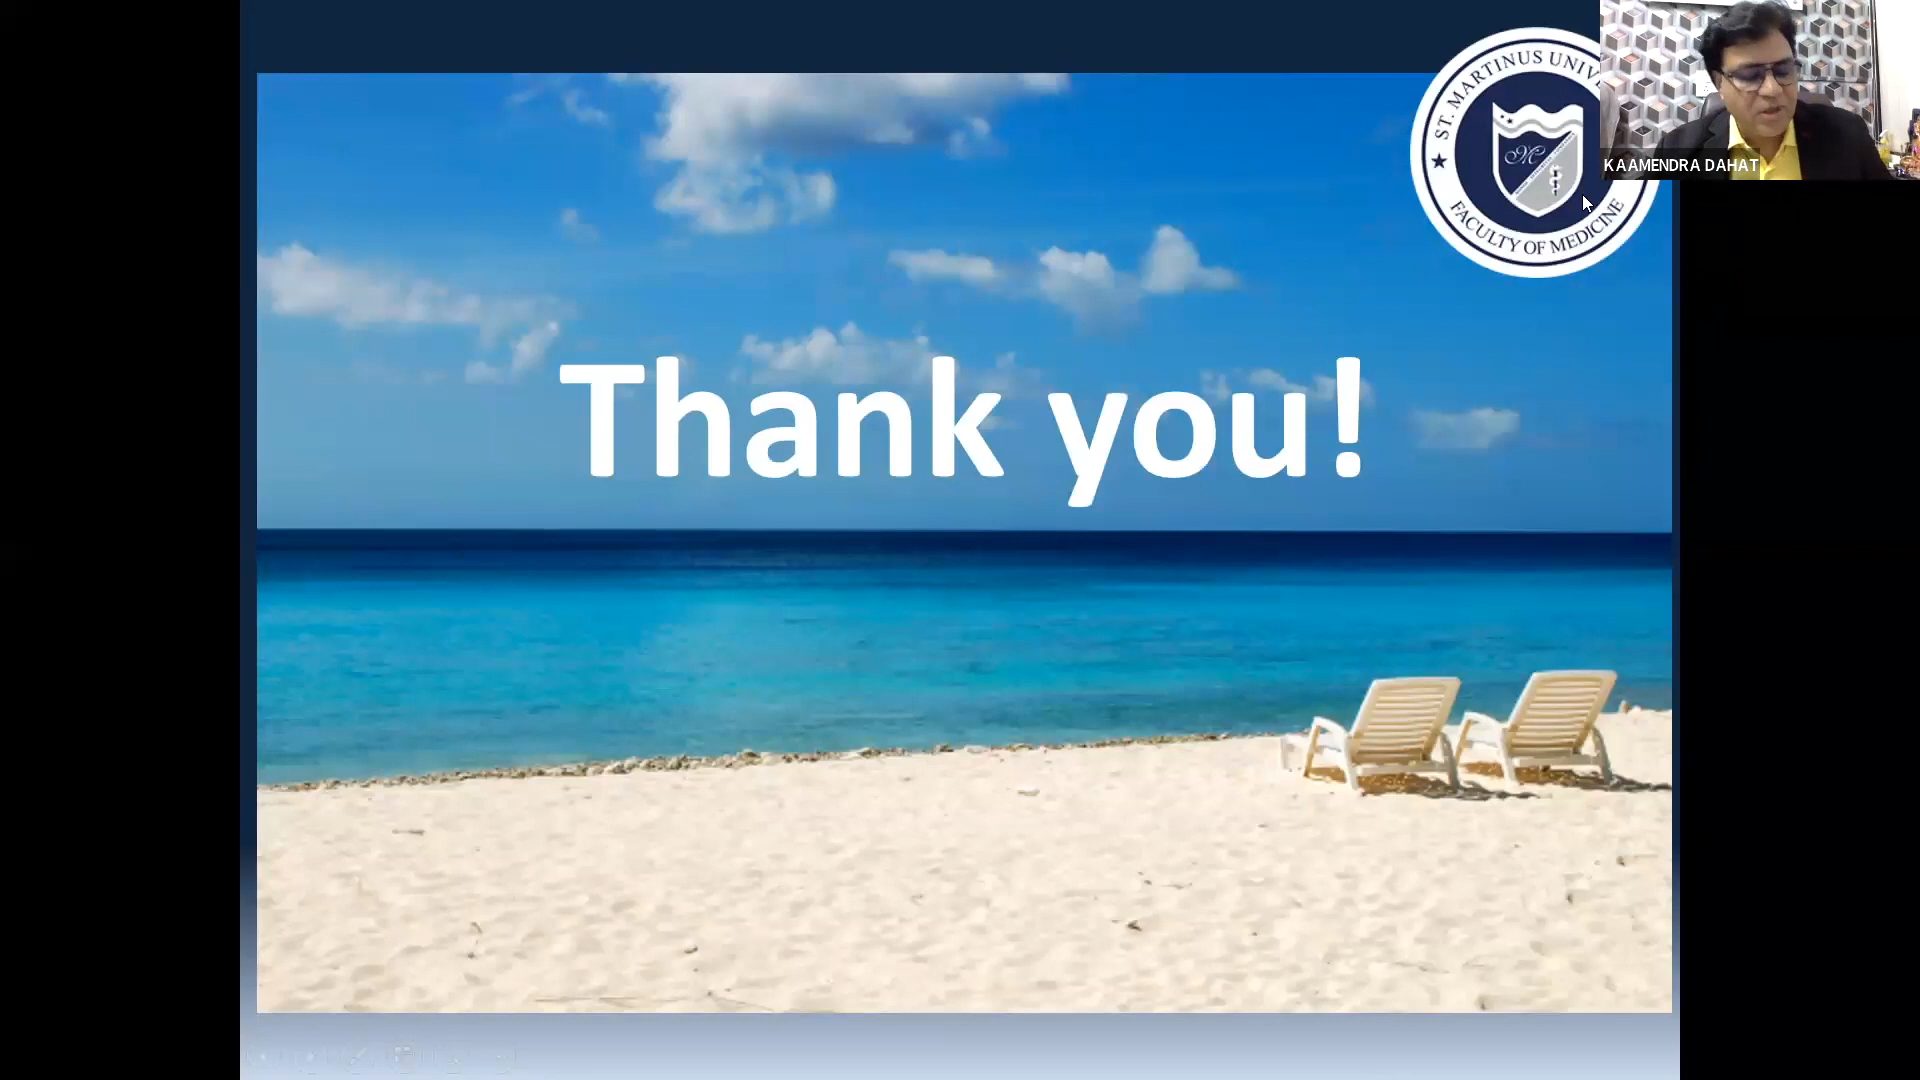 ST. MARTINUS UNIV
FACULTY OF MEDICINE
M
KAAMENDRA DAHAT
Thank you!